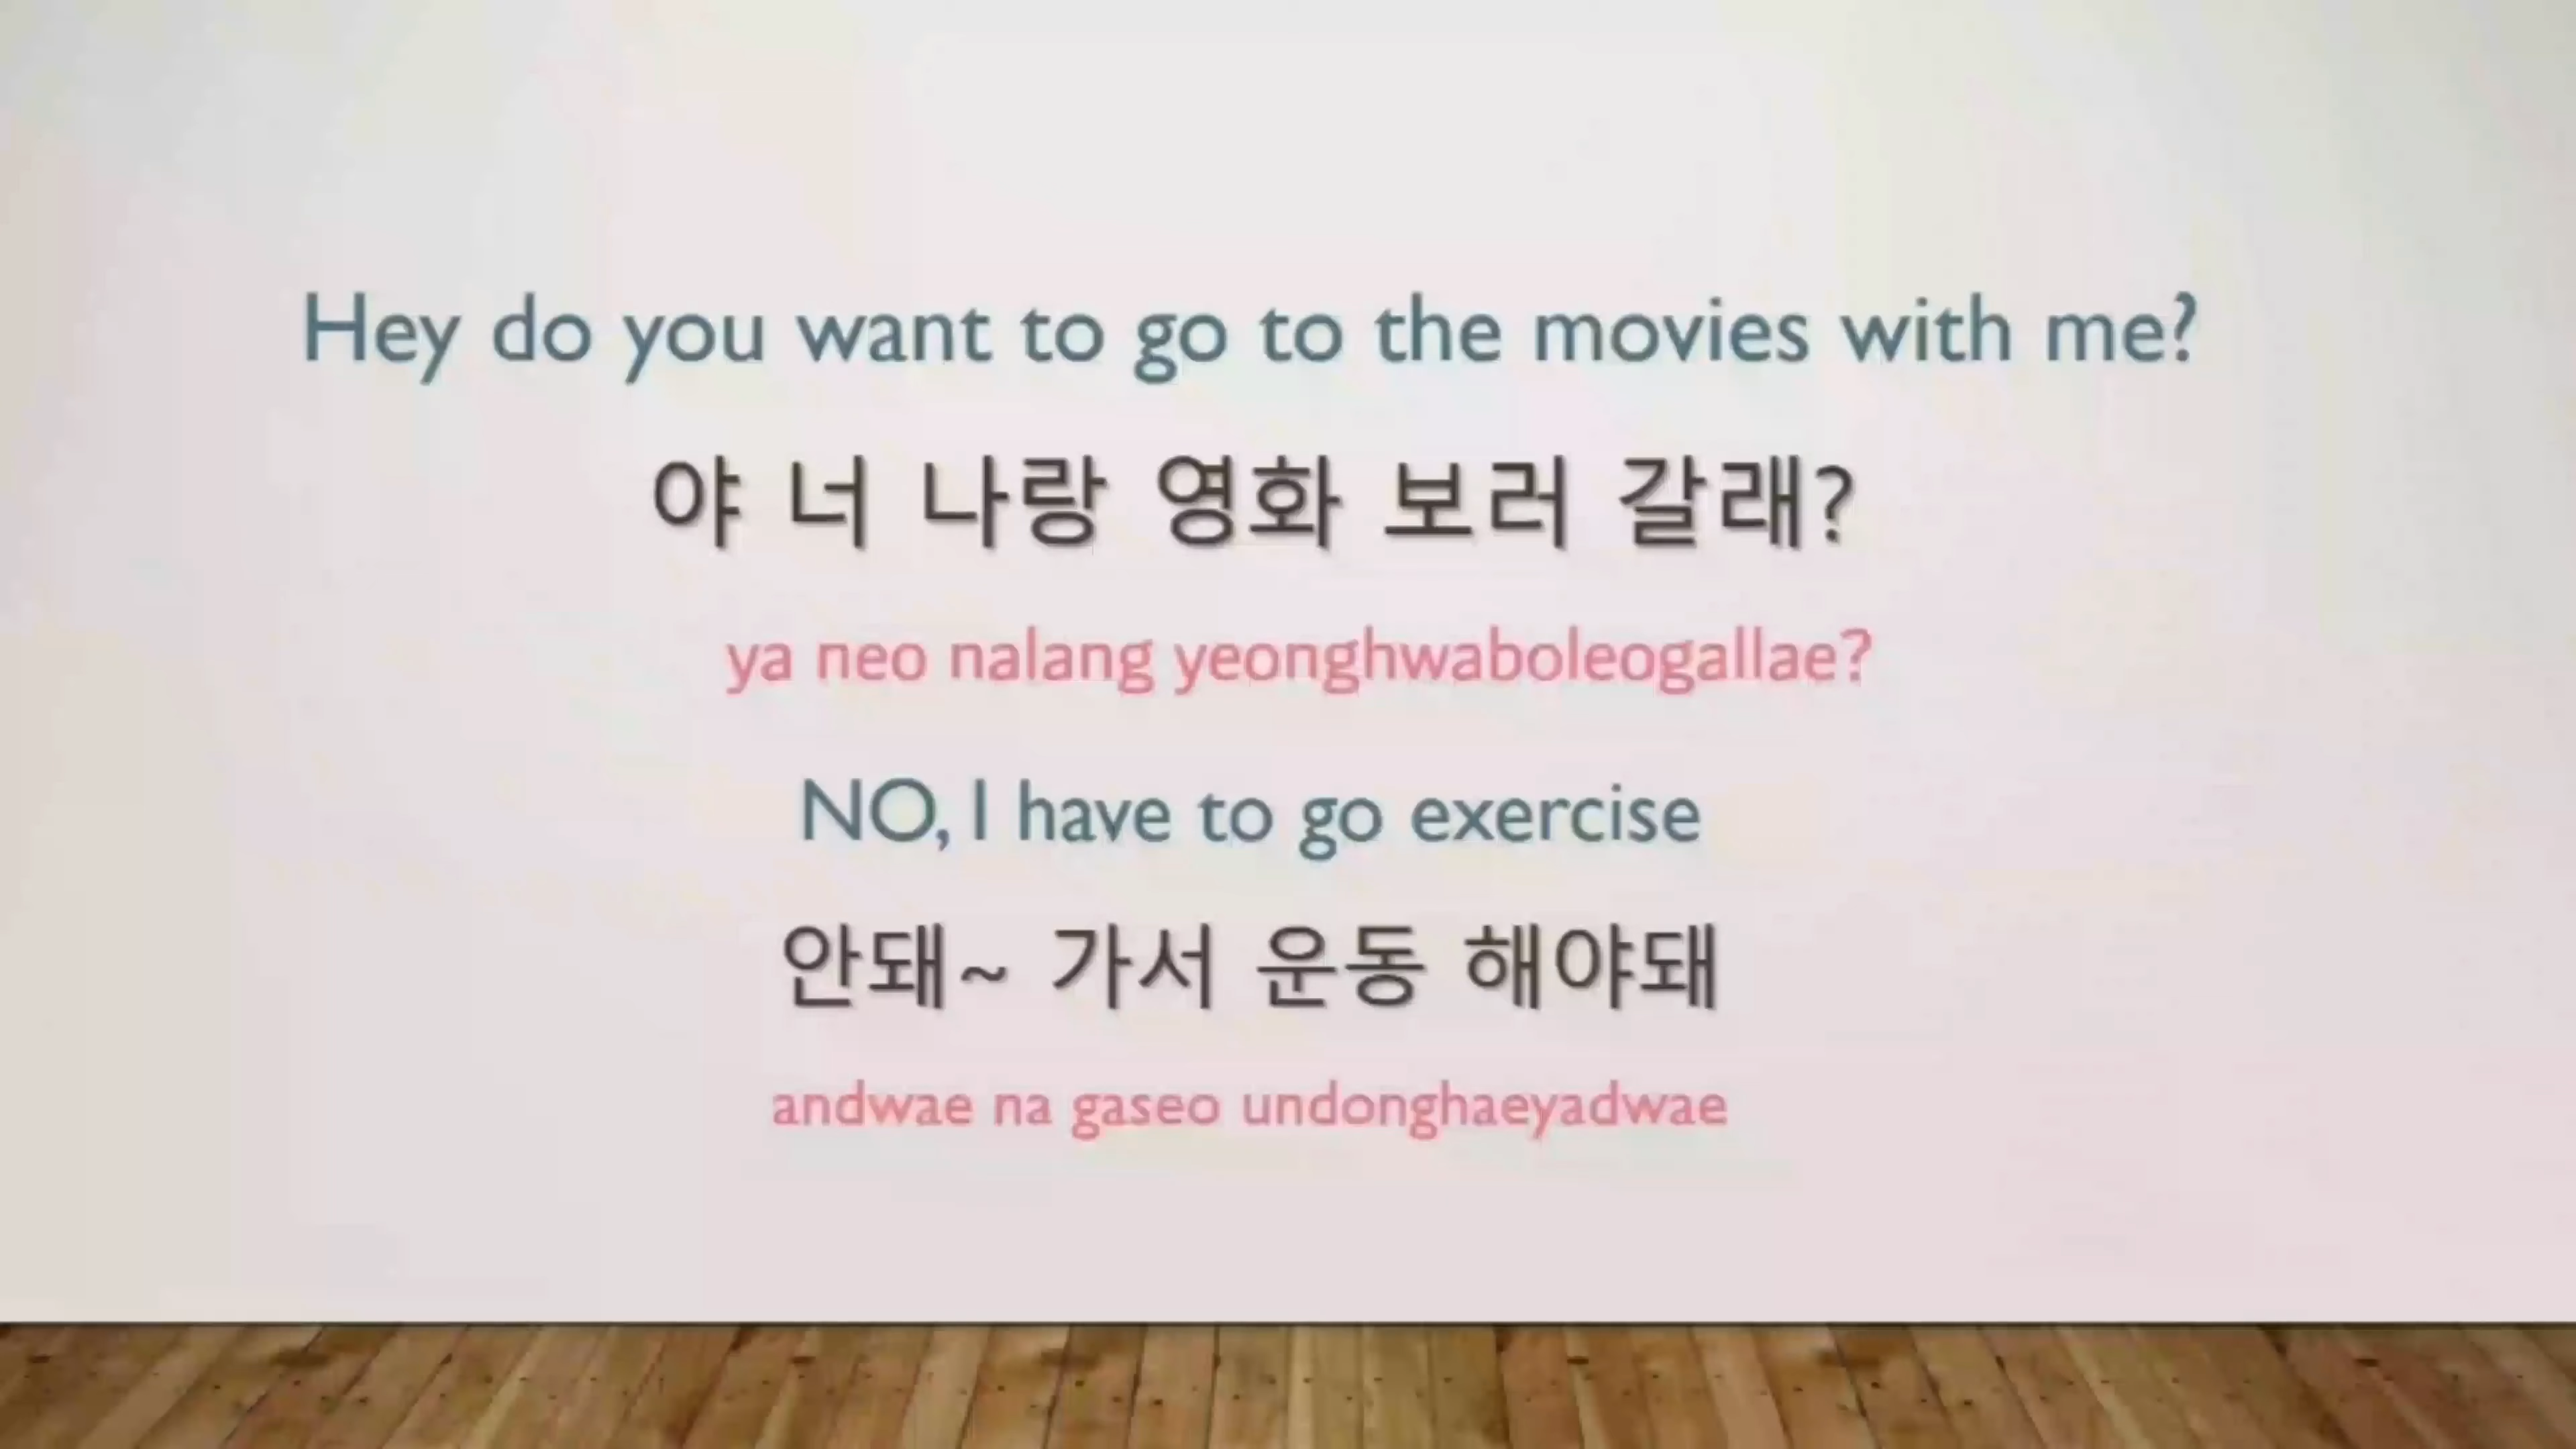 Hey do you want to go to the movies with me?
야 너 나랑 영화 보러 갈래?
ya neo nalang yeonghwaboleogallae?
NO, I have to go exercise
안돼~ 가서 운동 해야돼
andwae na gaseo undonghaeyadwae